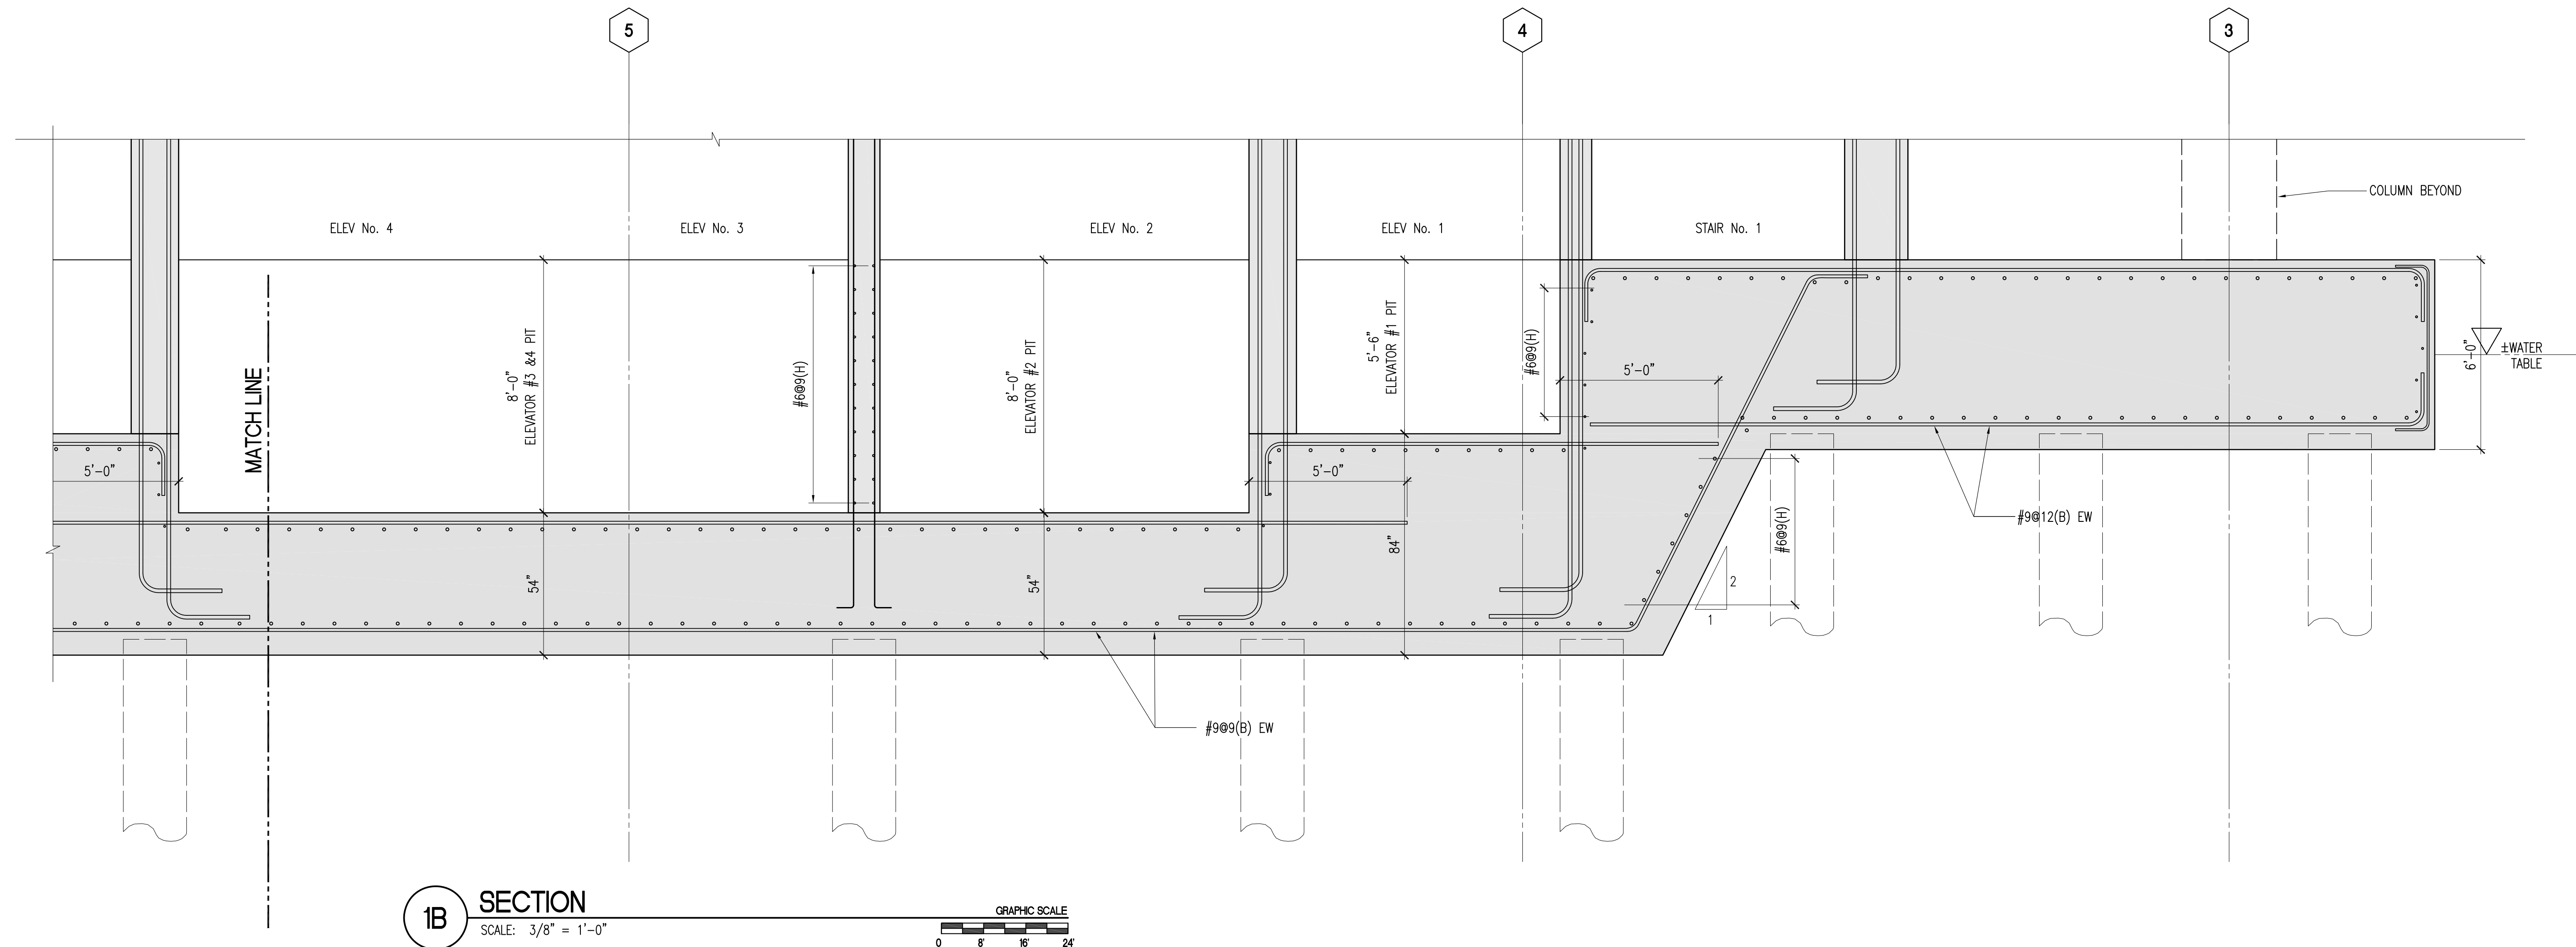 5
4
3
COLUMN BEYOND
ELEV No. 4
ELEV No. 3
ELEV No. 2
ELEV No. 1
STAIR No. 1
MATCH LINE
8'-0"
ELEVATOR #3 &4 PIT
#6@9(H)
8'-0"
ELEVATOR #2 PIT
5'-6"
ELEVATOR #1 PIT
#6@9(H)
5'-0"
6'-0"
±WATER
TABLE
5'-0"
5'-0"
#9@12(B) EW
#6@9(H)
54"
54"
84"
2
1
#9@9(B) EW
1B
SECTION
SCALE: 3/8" = 1'-0"
GRAPHIC SCALE
0 8' 16' 24'